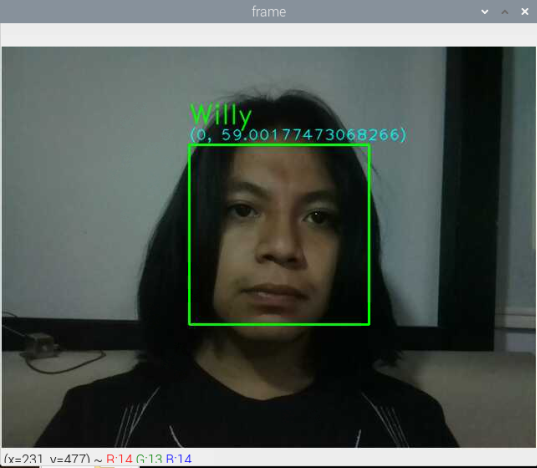 frame
Willy
(0, 59.00177473068266)
(x=231, y=477) ~ R:14 G:13 B:14